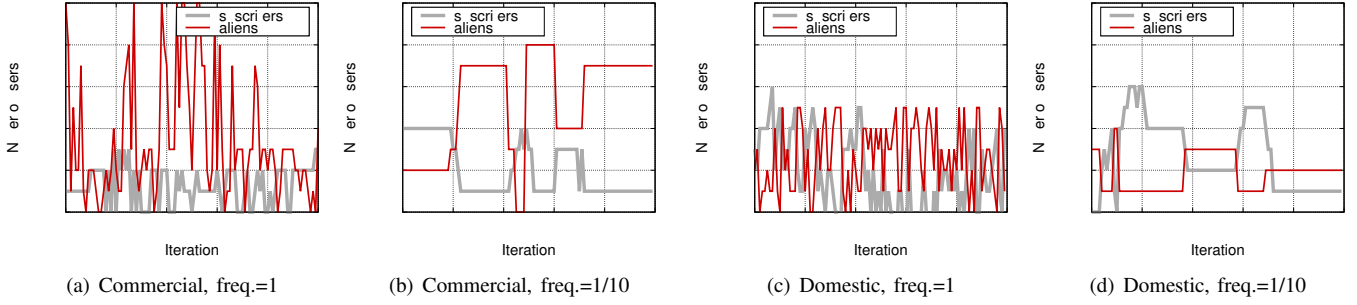 s scri ers
aliens
N er o sers
Iteration
(a) Commercial, freq.=1
s scri ers
aliens
N er o sers
Iteration
(b) Commercial, freq.=1/10
s scri ers
aliens
N er o sers
Iteration
(c) Domestic, freq.=1
s scri ers
aliens
N er o sers
Iteration
(d) Domestic, freq.=1/10